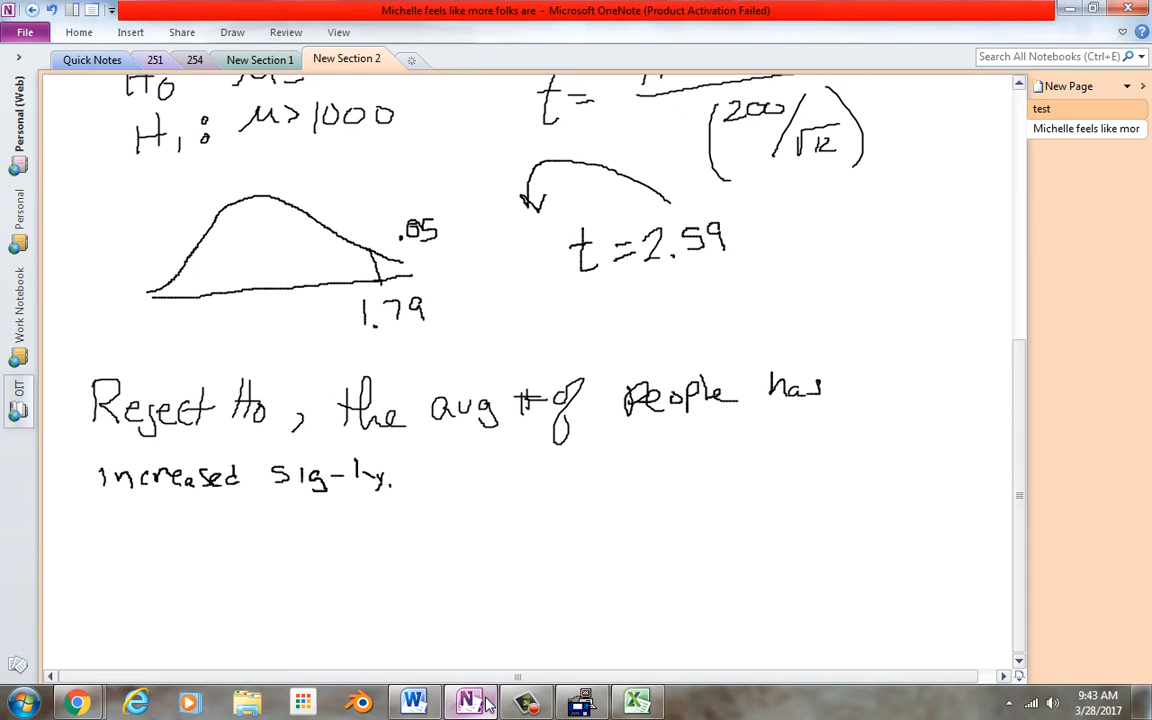 Michelle feels like more folks are - Microsoft OneNote (Product Activation Failed)
File Home Insert Share Draw Review View
Quick Notes 251 254 New Section 1 New Section 2
Search All Notebooks (Ctrl+E)
New Page
test
Michelle feels like mor
Personal (Web)
Personal
Work Notebook
OIT
H0
H1 : μ > 1000
t =
(200/√12)
.05
1.79
t = 2.59
Reject Ho, the avg # of people has
increased sig-ly.
9:43 AM
3/28/2017